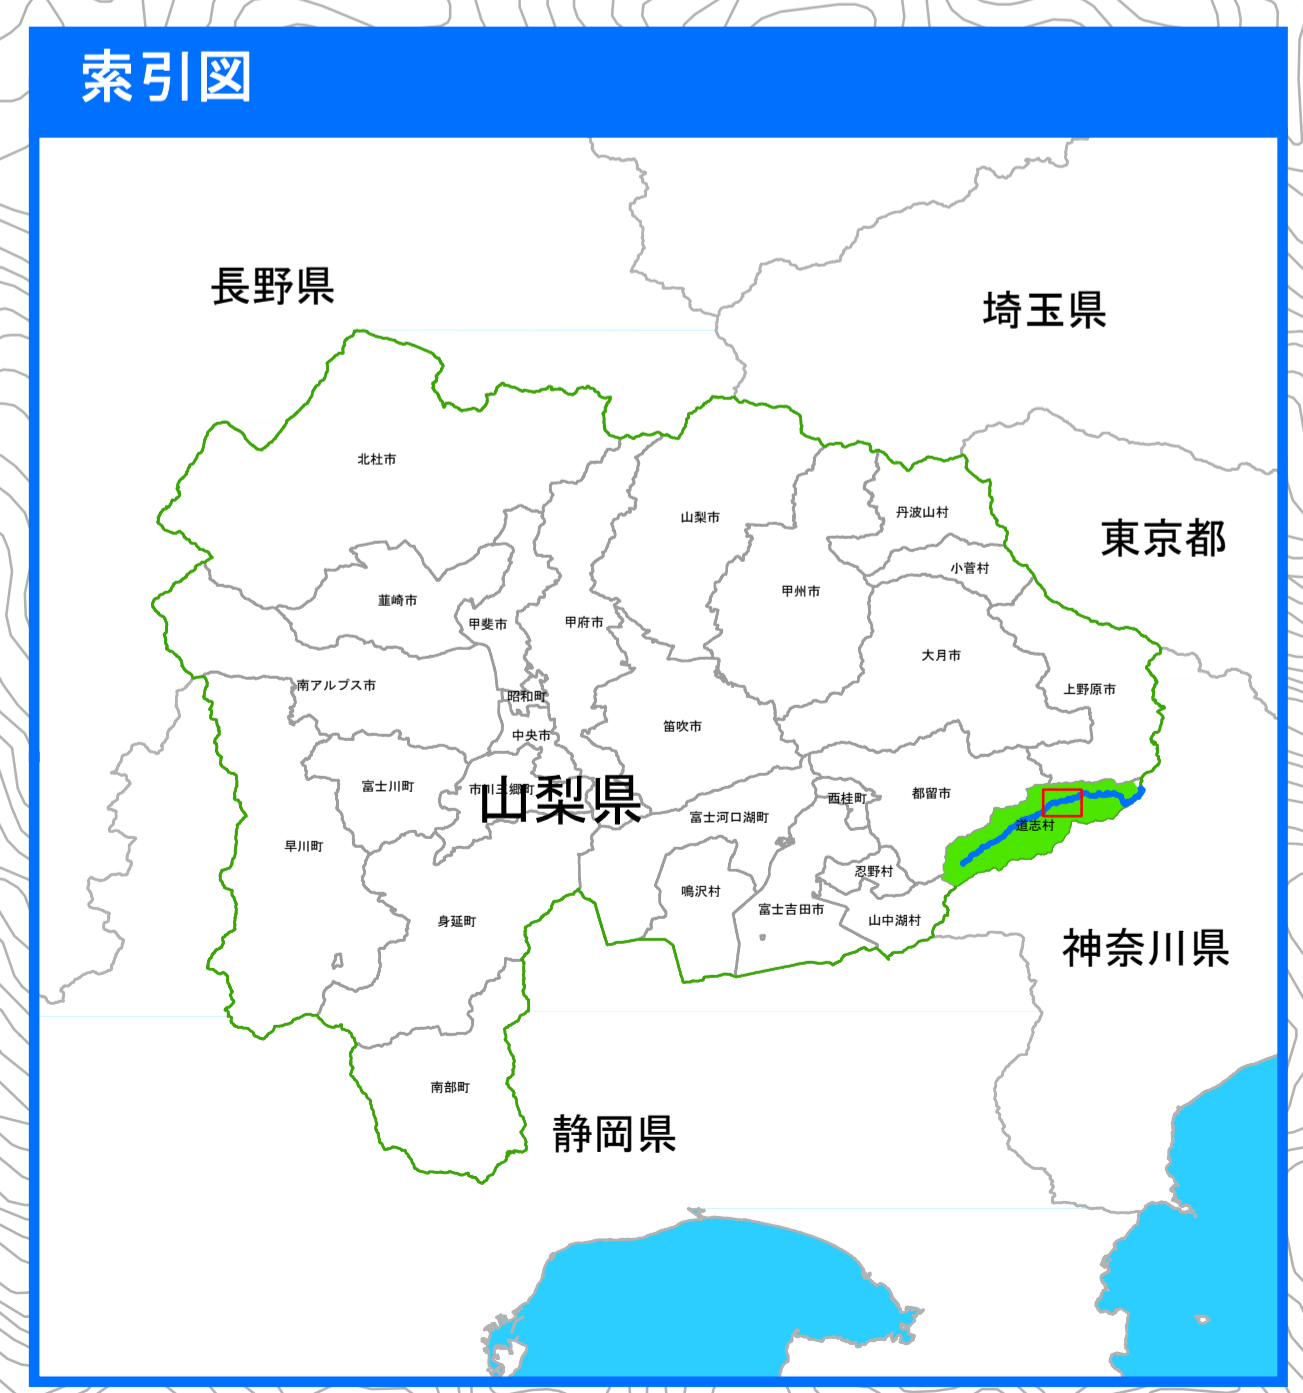 索引図
長野県
埼玉県
北杜市
丹波山村
山梨市
東京都
小菅村
甲州市
韮崎市
甲斐市
甲府市
大月市
南アルプス市
上野原市
昭和町
笛吹市
中央市
富士川町
市川三郷町
山梨県
西桂町
都留市
富士河口湖町
道志村
早川町
忍野村
鳴沢村
富士吉田市
山中湖村
身延町
神奈川県
南部町
静岡県